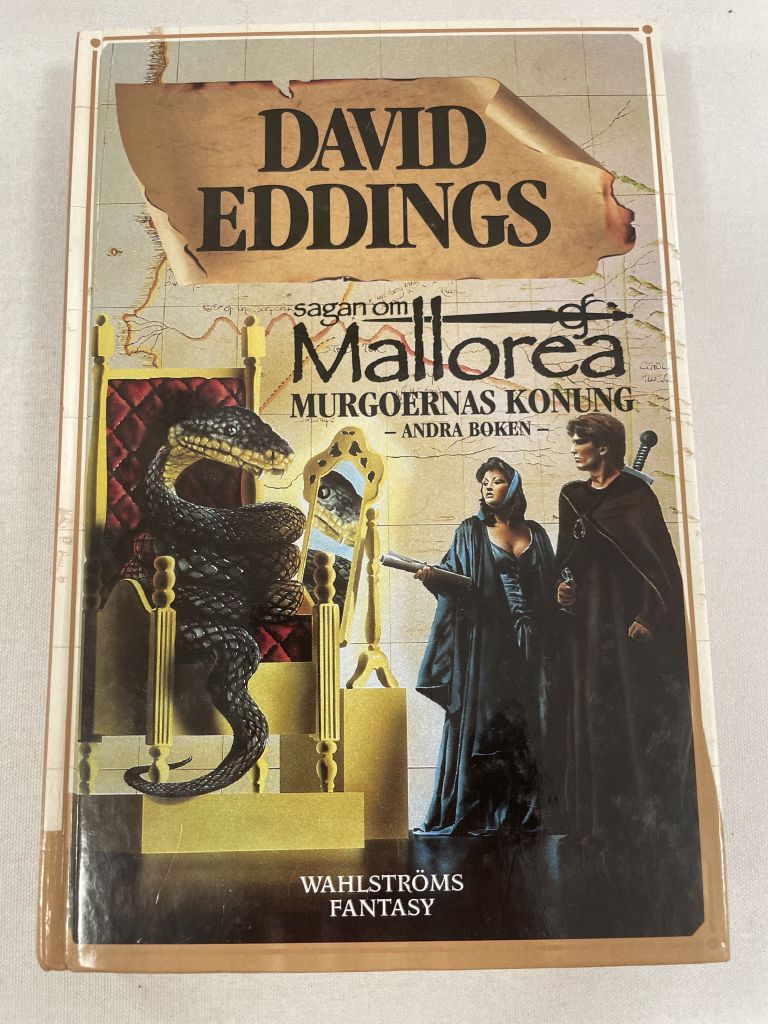 DAVID
EDDINGS
sagan om
Mallorea
MURGOERNAS KONUNG
– ANDRA BOKEN –
WAHLSTRÖMS
FANTASY